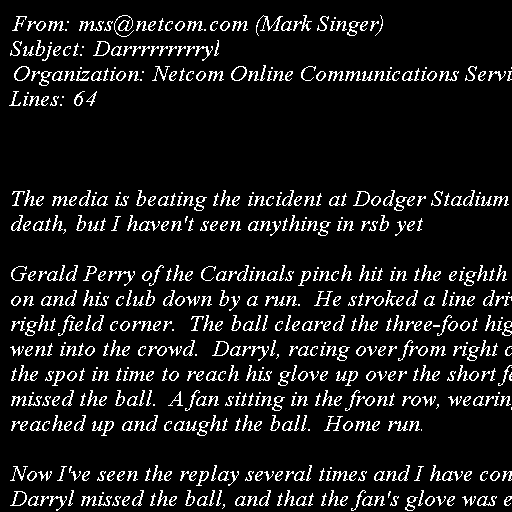 From: mss@netcom.com (Mark Singer)
Subject: Darrrrrrrrryl
Organization: Netcom Online Communications Servi
Lines: 64
The media is beating the incident at Dodger Stadium
death, but I haven't seen anything in rsb yet
Gerald Perry of the Cardinals pinch hit in the eighth
on and his club down by a run. He stroked a line dri
right field corner. The ball cleared the three-foot hig
went into the crowd. Darryl, racing over from right c
the spot in time to reach his glove up over the short fe
missed the ball. A fan sitting in the front row, wearing
reached up and caught the ball. Home run.
Now I've seen the replay several times and I have con
Darryl missed the ball, and that the fan's glove was e